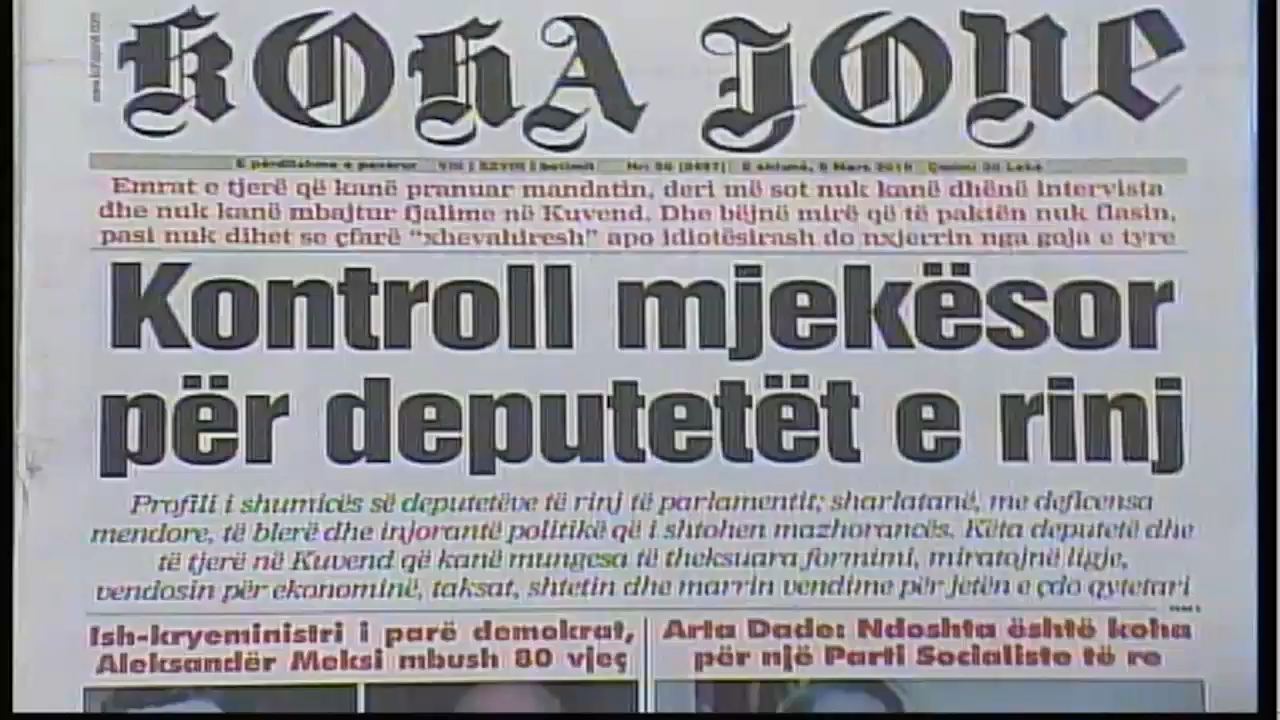 KOHA JONE
E përditshme e pavarur
Emrat e tjerë që kanë pranuar mandatin, deri më sot nuk kanë dhënë intervista
dhe nuk kanë mbajtur fjalime në Kuvend. Dhe bëjnë mirë që të paktën nuk flasin,
pasi nuk dihet se çfarë “xhevahiresh” apo idiotësirash do nxjerrin nga goja e tyre
Kontroll mjekësor
për deputetët e rinj
Profili i shumicës së deputetëve të rinj të parlamentit; sharlatanë, me deficensa
mendore, të blerë dhe injorantë politikë që i shtohen mazhorancës. Këta deputetë dhe
të tjerë në Kuvend që kanë mungesa të theksuara formimi, miratojnë ligje,
vendosin për ekonominë, taksat, shtetin dhe marrin vendime për jetën e çdo qytetari
Ish-kryeministri i parë demokrat,
Aleksandër Meksi mbush 80 vjeç
Arta Dade: Ndoshta është koha
për një Parti Socialiste të re